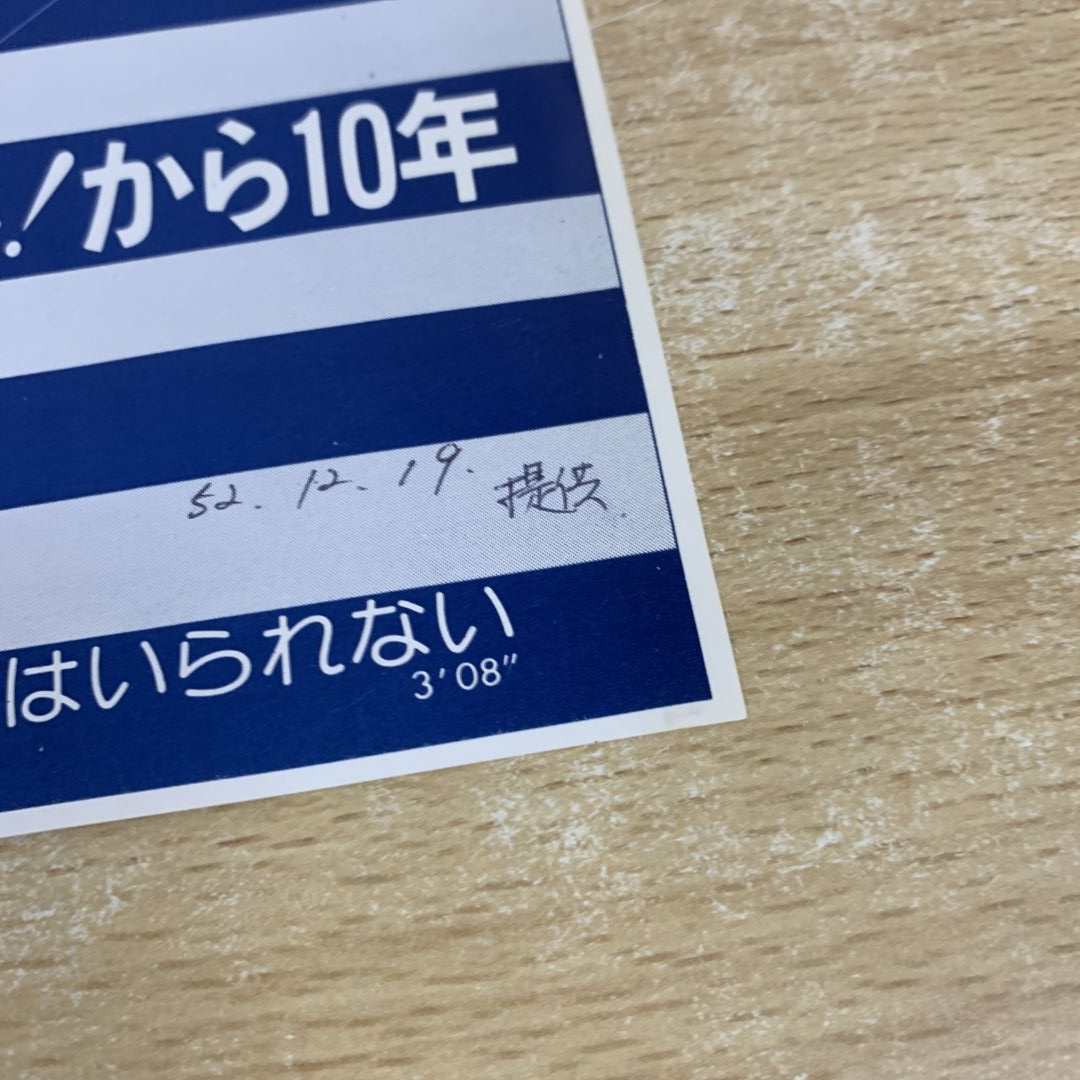 ！から10年
52. 12. 19. 提供.
はいられない
3'08"